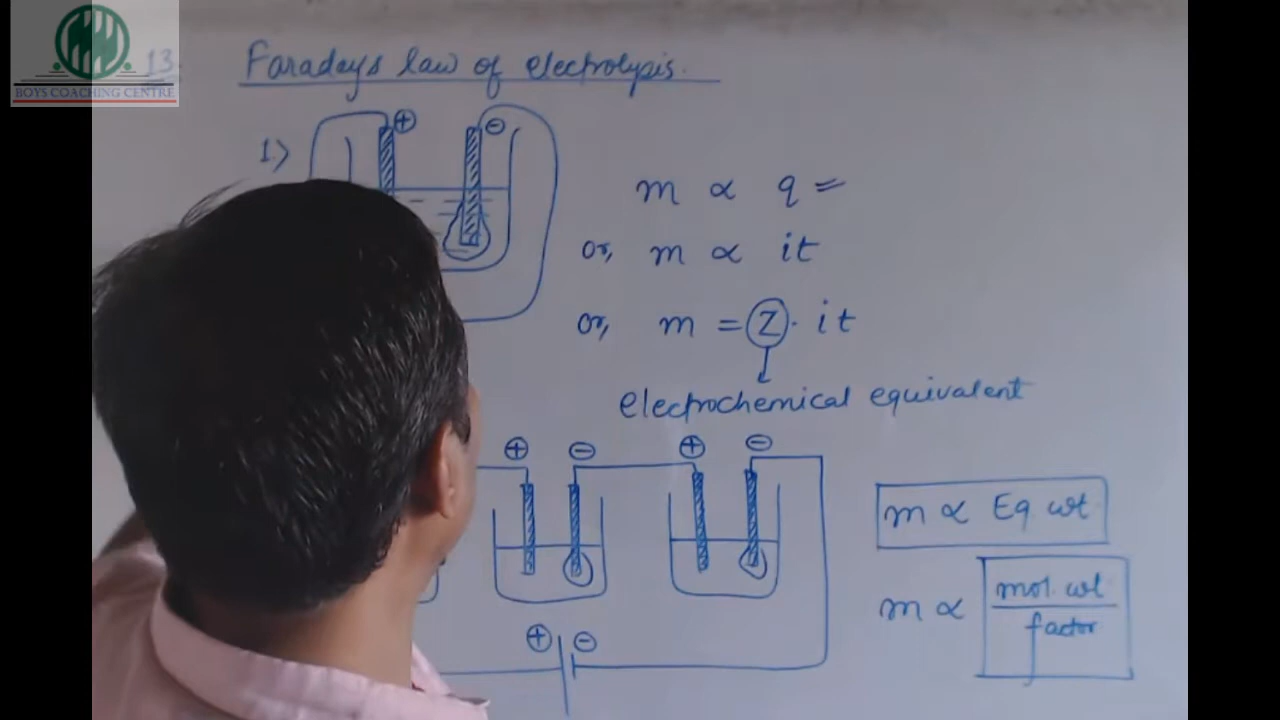 BOYS COACHING CENTRE
13.
Faradays law of electrolysis.
1.>
+ −
m ∝ q =
or, m ∝ it
or, m = Z · it
electrochemical equivalent
+ − + −
m ∝ Eq wt
m ∝ mol. wt / factor
+ −